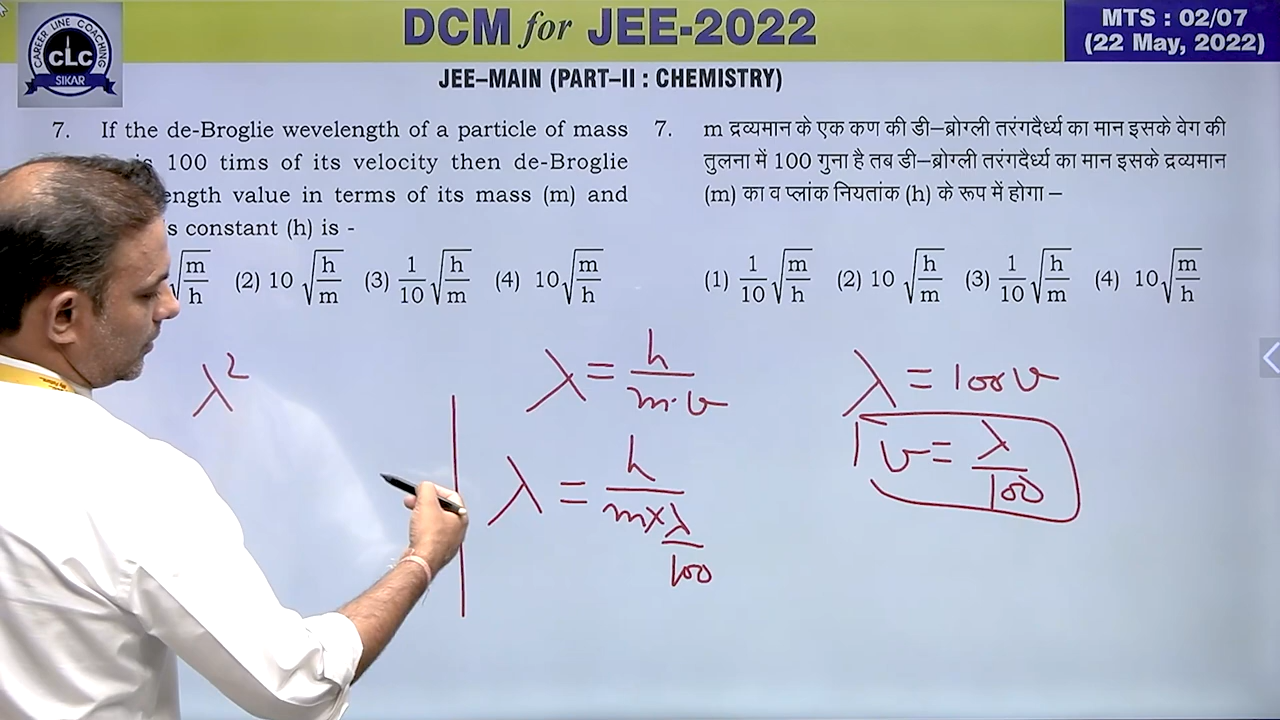 CAREER LINE COACHING
CLC
SIKAR
DCM for JEE-2022
MTS : 02/07
(22 May, 2022)
JEE–MAIN (PART–II : CHEMISTRY)
7. If the de-Broglie wevelength of a particle of mass
is 100 tims of its velocity then de-Broglie
length value in terms of its mass (m) and
s constant (h) is -
√(m/h) (2) 10 √(h/m) (3) 1/10 √(h/m) (4) 10 √(m/h)
7. m द्रव्यमान के एक कण की डी–ब्रोग्ली तरंगदैर्ध्य का मान इसके वेग की
तुलना में 100 गुना है तब डी–ब्रोग्ली तरंगदैर्ध्य का मान इसके द्रव्यमान
(m) का व प्लांक नियतांक (h) के रूप में होगा –
(1) 1/10 √(m/h) (2) 10 √(h/m) (3) 1/10 √(h/m) (4) 10 √(m/h)
λ²
λ = h/(m·v)
λ = h/(m×λ/100)
λ = 100v
v = λ/100